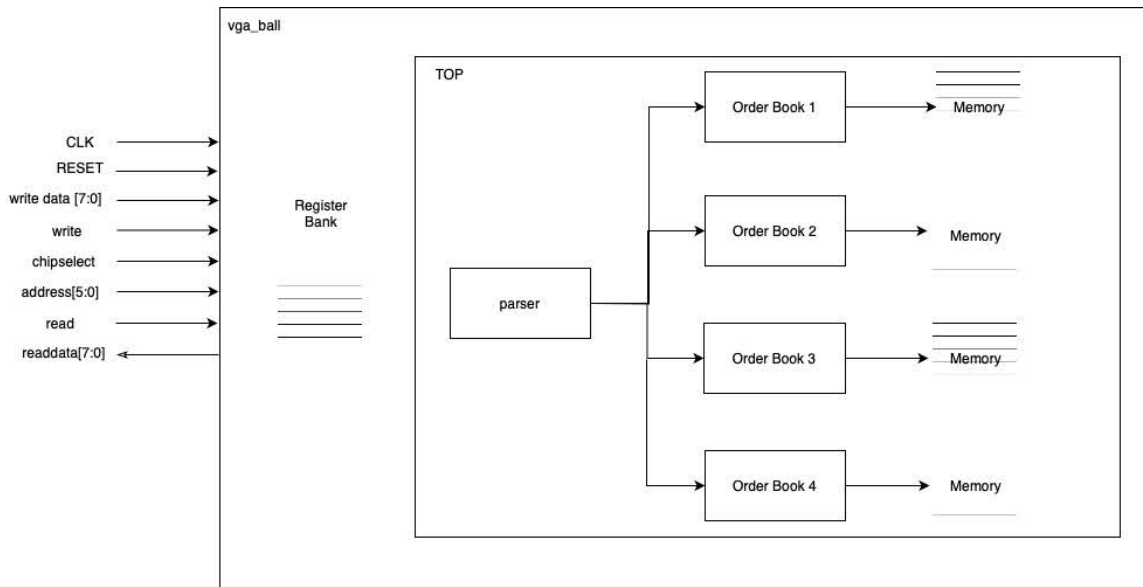 vga_ball
TOP
Order Book 1
Memory
CLK
RESET
write data [7:0]
write
chipselect
address[5:0]
read
readdata[7:0]
Register
Bank
Order Book 2
Memory
parser
Order Book 3
Memory
Order Book 4
Memory